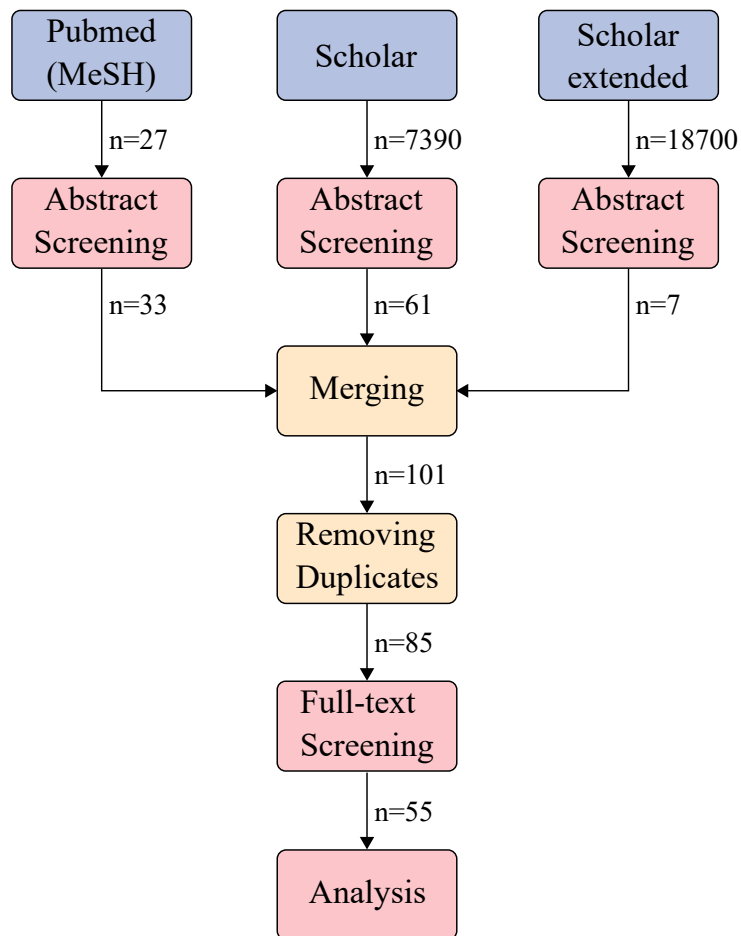 Pubmed
(MeSH)
Scholar
Scholar
extended
n=27
n=7390
n=18700
Abstract
Screening
Abstract
Screening
Abstract
Screening
n=33
n=61
n=7
Merging
n=101
Removing
Duplicates
n=85
Full-text
Screening
n=55
Analysis